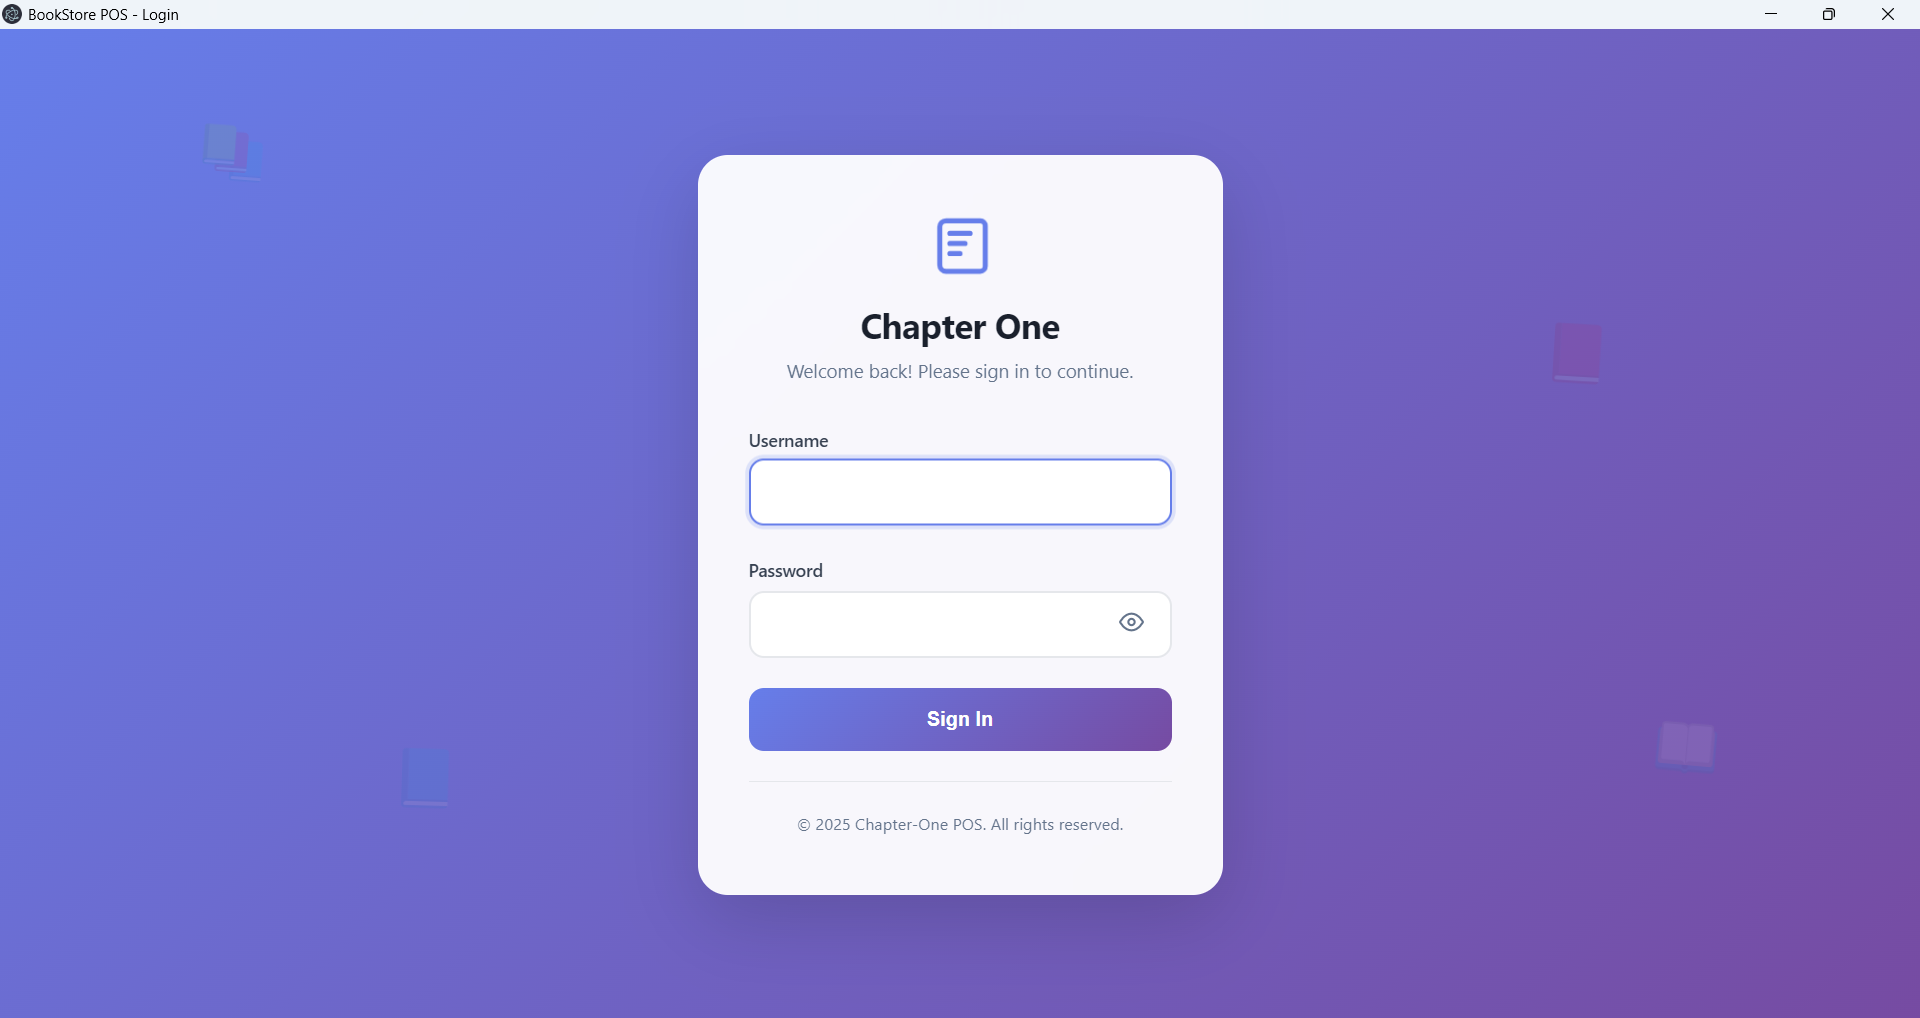 BookStore POS - Login
Chapter One
Welcome back! Please sign in to continue.
Username
Password
Sign In
© 2025 Chapter-One POS. All rights reserved.